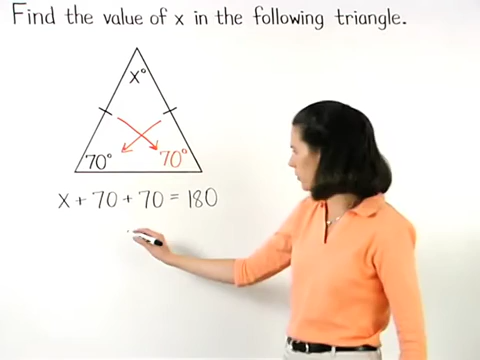 Find the value of x in the following triangle.
x°
70° 70°
x + 70 + 70 = 180